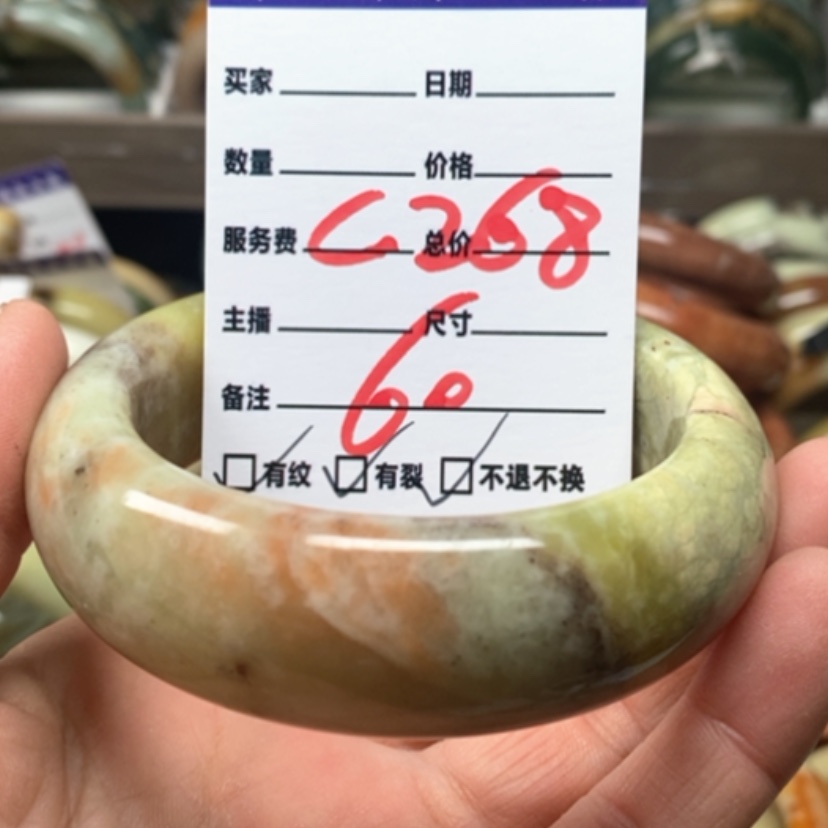 买家 日期
数量 价格
服务费 总价
C268
主播 尺寸
60
备注
有纹 有裂 不退不换